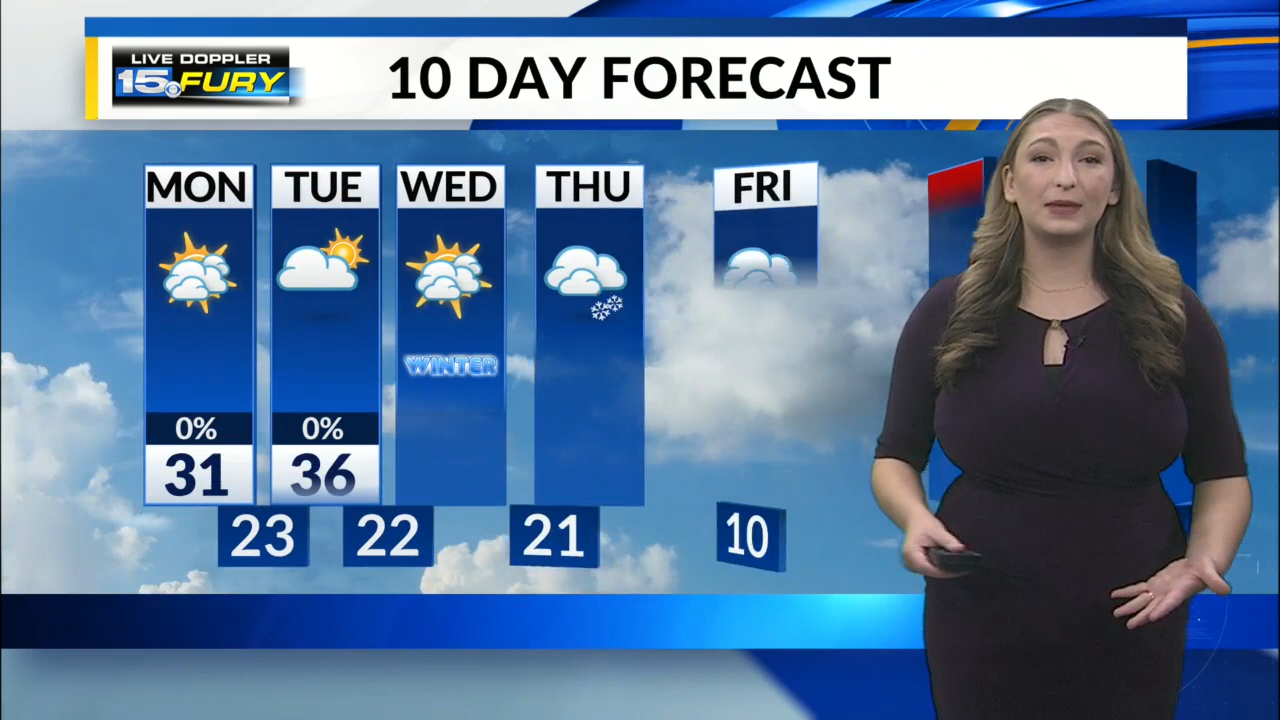 LIVE DOPPLER
15 FURY
10 DAY FORECAST
MON TUE WED THU FRI
WINTER
0% 0%
31 36
23 22 21 10